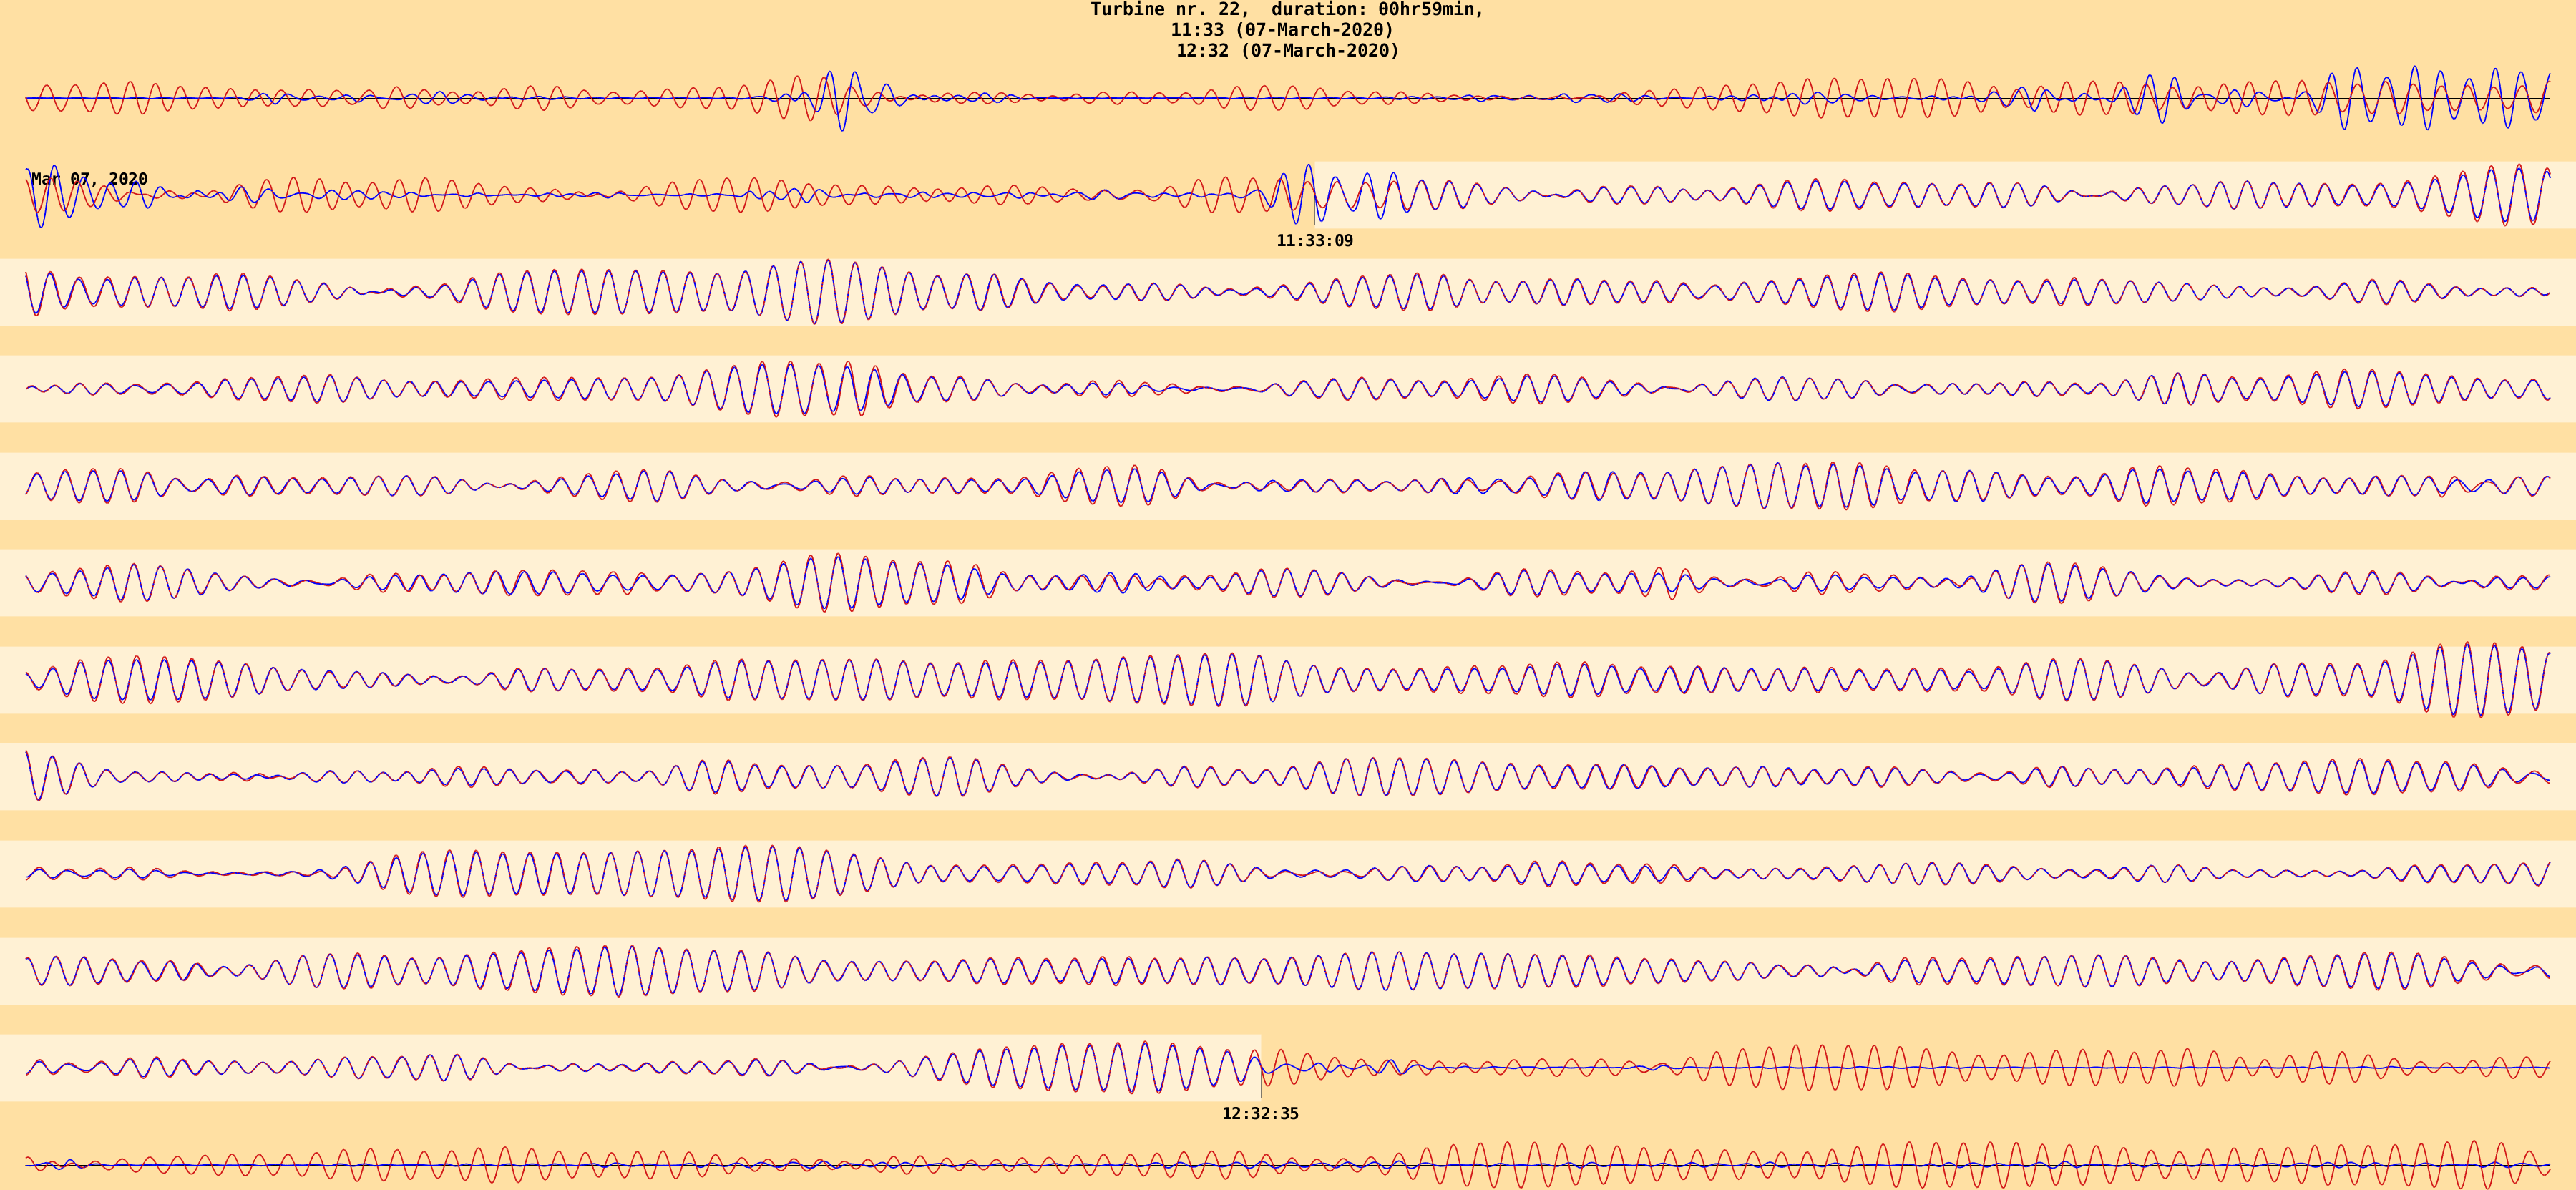 Turbine nr. 22,  duration: 00hr59min,
11:33 (07-March-2020)
12:32 (07-March-2020)
Mar 07, 2020
11:33:09
12:32:35